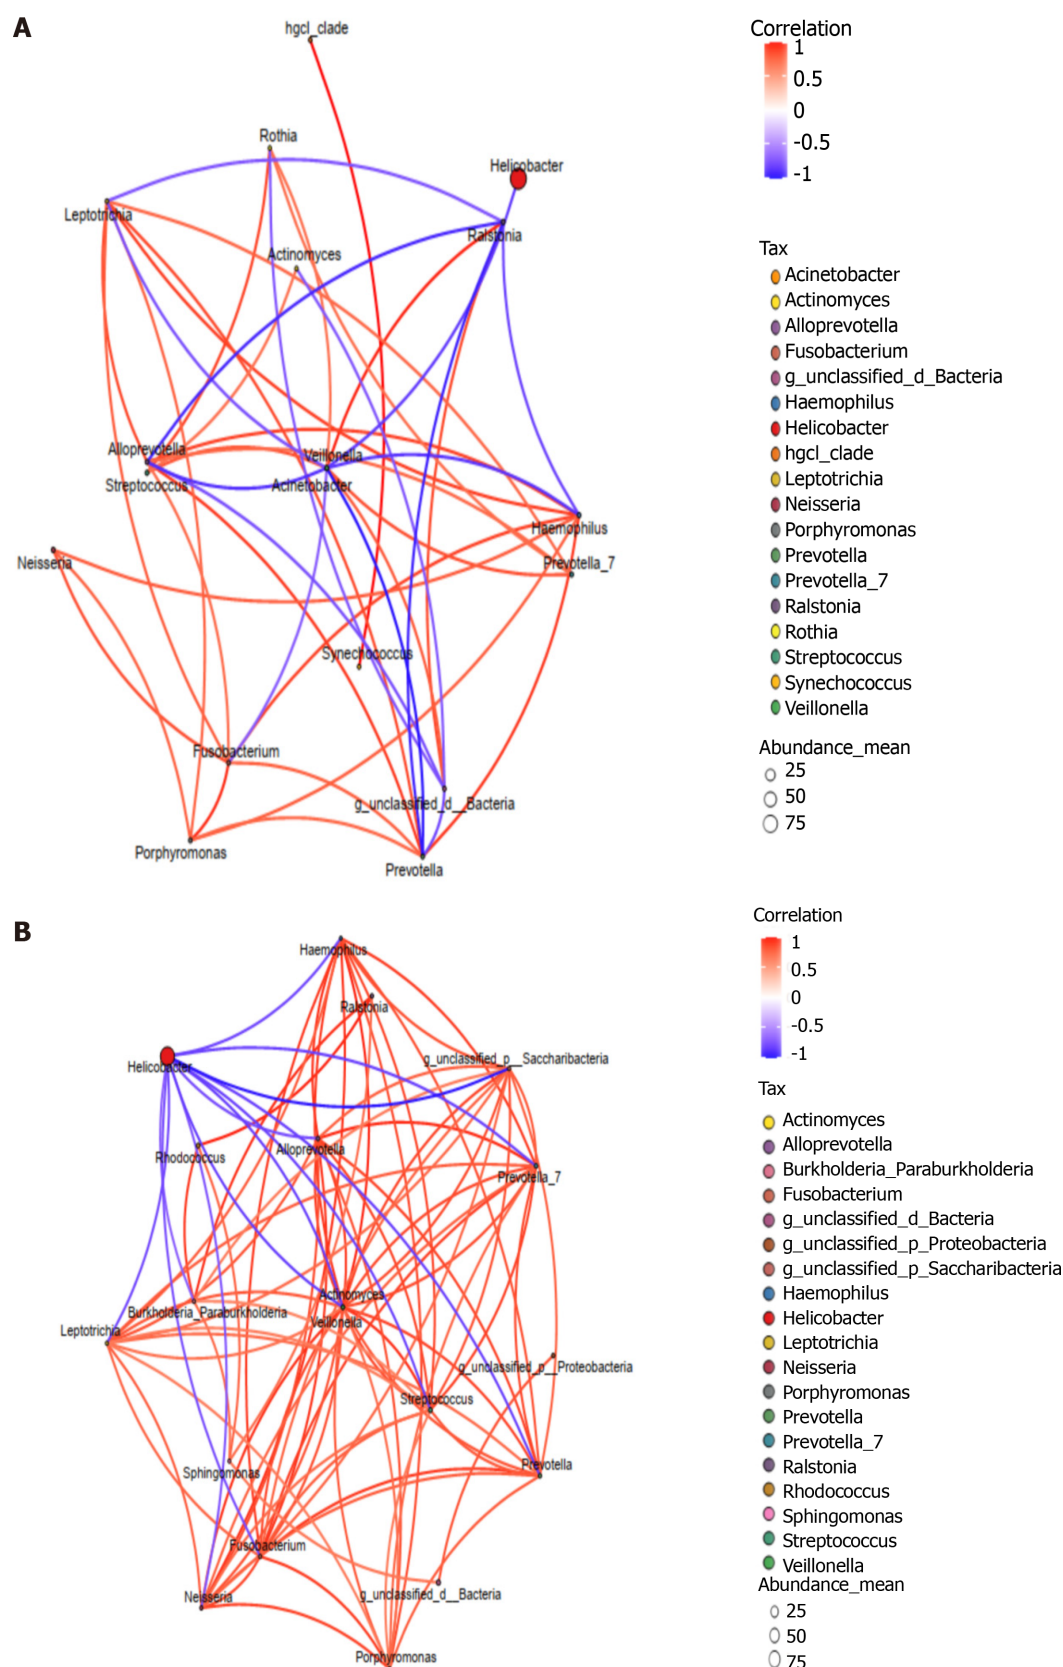 A
hgcl_clade
Rothia
Helicobacter
Leptotrichia
Ralstonia
Actinomyces
Alloprevotella
Veillonella
Streptococcus
Acinetobacter
Haemophilus
Neisseria
Prevotella_7
Synechococcus
Fusobacterium
g_unclassified_d__Bacteria
Porphyromonas
Prevotella
Correlation
1
0.5
0
-0.5
-1
Tax
Acinetobacter
Actinomyces
Alloprevotella
Fusobacterium
g_unclassified_d_Bacteria
Haemophilus
Helicobacter
hgcl_clade
Leptotrichia
Neisseria
Porphyromonas
Prevotella
Prevotella_7
Ralstonia
Rothia
Streptococcus
Synechococcus
Veillonella
Abundance_mean
25
50
75
B
Haemophilus
Ralstonia
g_unclassified_p__Saccharibacteria
Helicobacter
Rhodococcus
Alloprevotella
Prevotella_7
Actinomyces
Burkholderia_Paraburkholderia
Veillonella
Leptotrichia
g_unclassified_p__Proteobacteria
Streptococcus
Prevotella
Sphingomonas
Fusobacterium
Neisseria
g_unclassified_d__Bacteria
Porphyromonas
Correlation
1
0.5
0
-0.5
-1
Tax
Actinomyces
Alloprevotella
Burkholderia_Paraburkholderia
Fusobacterium
g_unclassified_d_Bacteria
g_unclassified_p_Proteobacteria
g_unclassified_p_Saccharibacteria
Haemophilus
Helicobacter
Leptotrichia
Neisseria
Porphyromonas
Prevotella
Prevotella_7
Ralstonia
Rhodococcus
Sphingomonas
Streptococcus
Veillonella
Abundance_mean
25
50
75